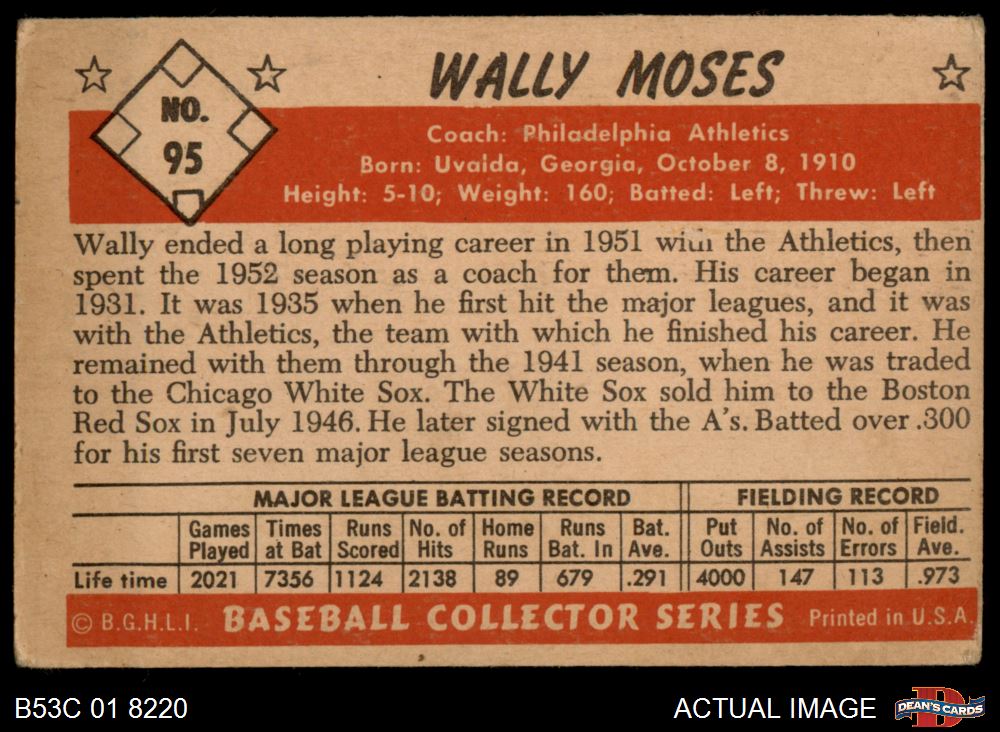 WALLY MOSES
NO.
95
Coach: Philadelphia Athletics
Born: Uvalda, Georgia, October 8, 1910
Height: 5-10; Weight: 160; Batted: Left; Threw: Left
Wally ended a long playing career in 1951 with the Athletics, then
spent the 1952 season as a coach for them. His career began in
1931. It was 1935 when he first hit the major leagues, and it was
with the Athletics, the team with which he finished his career. He
remained with them through the 1941 season, when he was traded
to the Chicago White Sox. The White Sox sold him to the Boston
Red Sox in July 1946. He later signed with the A's. Batted over .300
for his first seven major league seasons.
MAJOR LEAGUE BATTING RECORD FIELDING RECORD
Games Times Runs No. of Home Runs Bat. Put No. of No. of Field.
Played at Bat Scored Hits Runs Bat. In Ave. Outs Assists Errors Ave.
Life time 2021 7356 1124 2138 89 679 .291 4000 147 113 .973
© B.G.H.L.I. BASEBALL COLLECTOR SERIES Printed in U.S.A.
B53C 01 8220 ACTUAL IMAGE DEAN'S CARDS